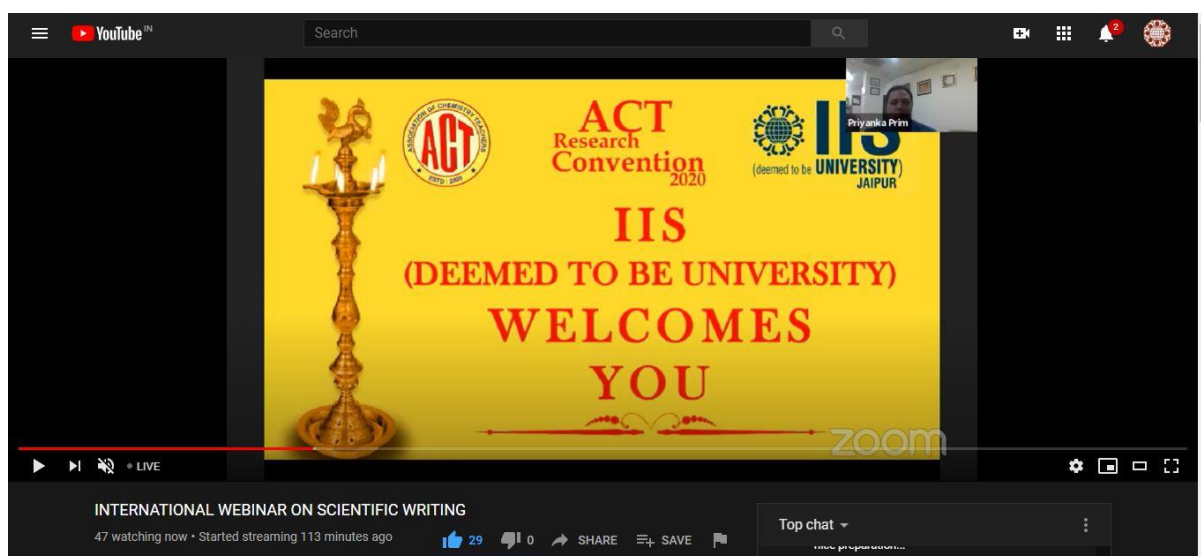 YouTube IN
Search
2
ASSOCIATION OF CHEMISTRY TEACHERS
ACT
ESTD : 2000
ACT
Research
Convention
2020
IIS
(deemed to be UNIVERSITY)
JAIPUR
Priyanka Prim
IIS
(DEEMED TO BE UNIVERSITY)
WELCOMES
YOU
zoom
LIVE
INTERNATIONAL WEBINAR ON SCIENTIFIC WRITING
47 watching now • Started streaming 113 minutes ago
29
0
SHARE
SAVE
Top chat
nice preparation...